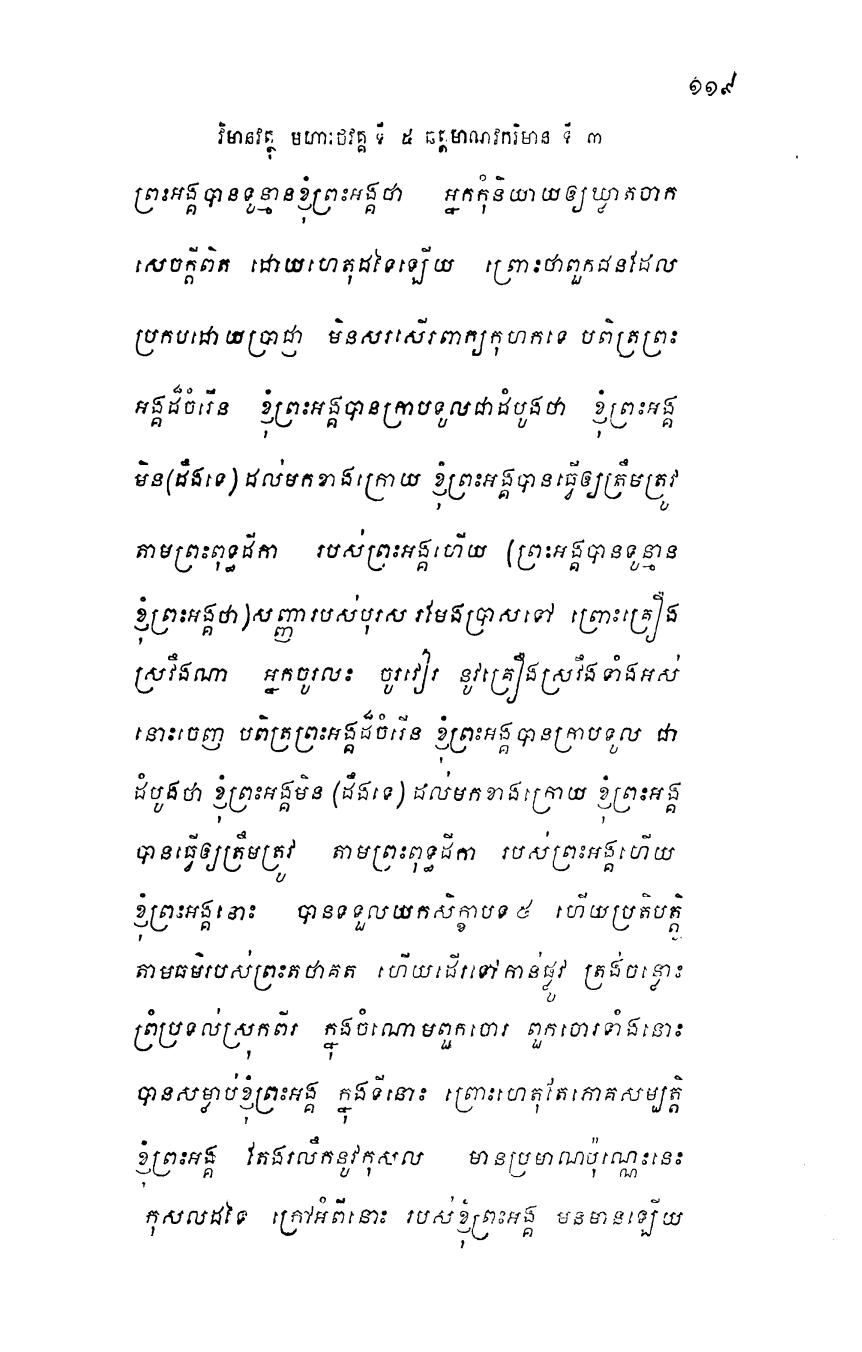 ១១៩
វិមានវត្ថុ មហារថវគ្គ ទី ៥ ឆត្តមាណវកវិមាន ទី ៣
ព្រះអង្គបានទូន្មានខ្ញុំព្រះអង្គថា អ្នកកុំនិយាយឲ្យឃ្លាតចាក
សេចក្តីពិត ដោយហេតុដទៃឡើយ ព្រោះថាពួកជនដែល
ប្រកបដោយប្រាជ្ញា មិនសរសើរពាក្យកុហកទេ បពិត្រព្រះ
អង្គដ៏ចំរើន ខ្ញុំព្រះអង្គបានក្រាបទូលជាដំបូងថា ខ្ញុំព្រះអង្គ
មិន(ដឹងទេ) ដល់មកខាងក្រោយ ខ្ញុំព្រះអង្គបានធ្វើឲ្យត្រឹមត្រូវ
តាមព្រះពុទ្ធដីកា របស់ព្រះអង្គហើយ (ព្រះអង្គបានទូន្មាន
ខ្ញុំព្រះអង្គថា)សញ្ញារបស់បុរស រមែងប្រាសទៅ ព្រោះគ្រឿង
ស្រវឹងណា អ្នកចូរលះ ចូរវៀរ នូវគ្រឿងស្រវឹងទាំងអស់
នោះចេញ បពិត្រព្រះអង្គដ៏ចំរើន ខ្ញុំព្រះអង្គបានក្រាបទូល ជា
ដំបូងថា ខ្ញុំព្រះអង្គមិន (ដឹងទេ) ដល់មកខាងក្រោយ ខ្ញុំព្រះអង្គ
បានធ្វើឲ្យត្រឹមត្រូវ តាមព្រះពុទ្ធដីកា របស់ព្រះអង្គហើយ
ខ្ញុំព្រះអង្គនោះ បានទទួលយកសិក្ខាបទ ៥ ហើយប្រតិបត្តិ
តាមធម៌របស់ព្រះតថាគត ហើយដើរទៅកាន់ផ្លូវ ត្រង់ចន្លោះ
ព្រំប្រទល់ស្រុកពីរ ក្នុងចំណោមពួកចោរ ពួកចោរទាំងនោះ
បានសម្លាប់ខ្ញុំព្រះអង្គ ក្នុងទីនោះ ព្រោះហេតុតែភោគសម្បត្តិ
ខ្ញុំព្រះអង្គ តែងរលឹកនូវកុសល មានប្រមាណប៉ុណ្ណេះនេះ
កុសលដទៃ ក្រៅអំពីនោះ របស់ខ្ញុំព្រះអង្គ មិនមានឡើយ